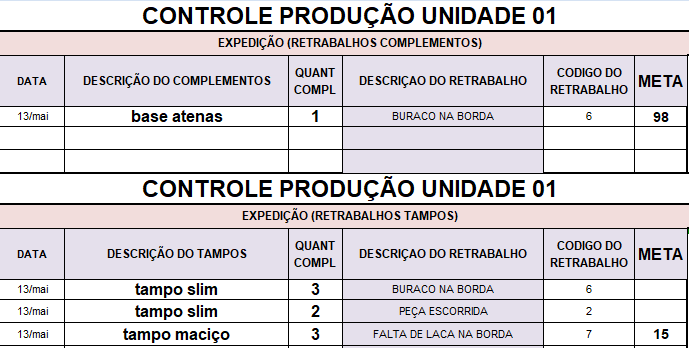 CONTROLE PRODUÇÃO UNIDADE 01
EXPEDIÇÃO (RETRABALHOS COMPLEMENTOS)
DATA DESCRIÇÃO DO COMPLEMENTOS QUANT COMPL DESCRIÇAO DO RETRABALHO CODIGO DO RETRABALHO META
13/mai base atenas 1 BURACO NA BORDA 6 98
CONTROLE PRODUÇÃO UNIDADE 01
EXPEDIÇÃO (RETRABALHOS TAMPOS)
DATA DESCRIÇÃO DO TAMPOS QUANT COMPL DESCRIÇAO DO RETRABALHO CODIGO DO RETRABALHO META
13/mai tampo slim 3 BURACO NA BORDA 6
13/mai tampo slim 2 PEÇA ESCORRIDA 2
13/mai tampo maciço 3 FALTA DE LACA NA BORDA 7 15